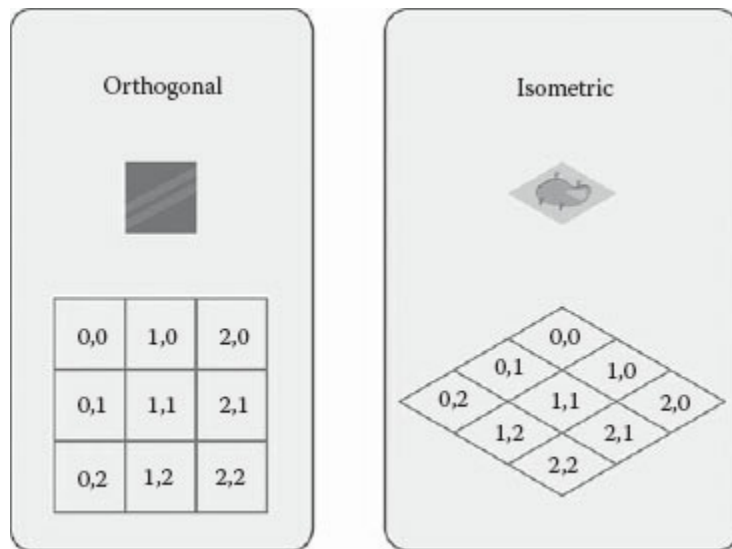 Orthogonal
0,0 1,0 2,0
0,1 1,1 2,1
0,2 1,2 2,2
Isometric
0,0
0,1 1,0
0,2 1,1 2,0
1,2 2,1
2,2